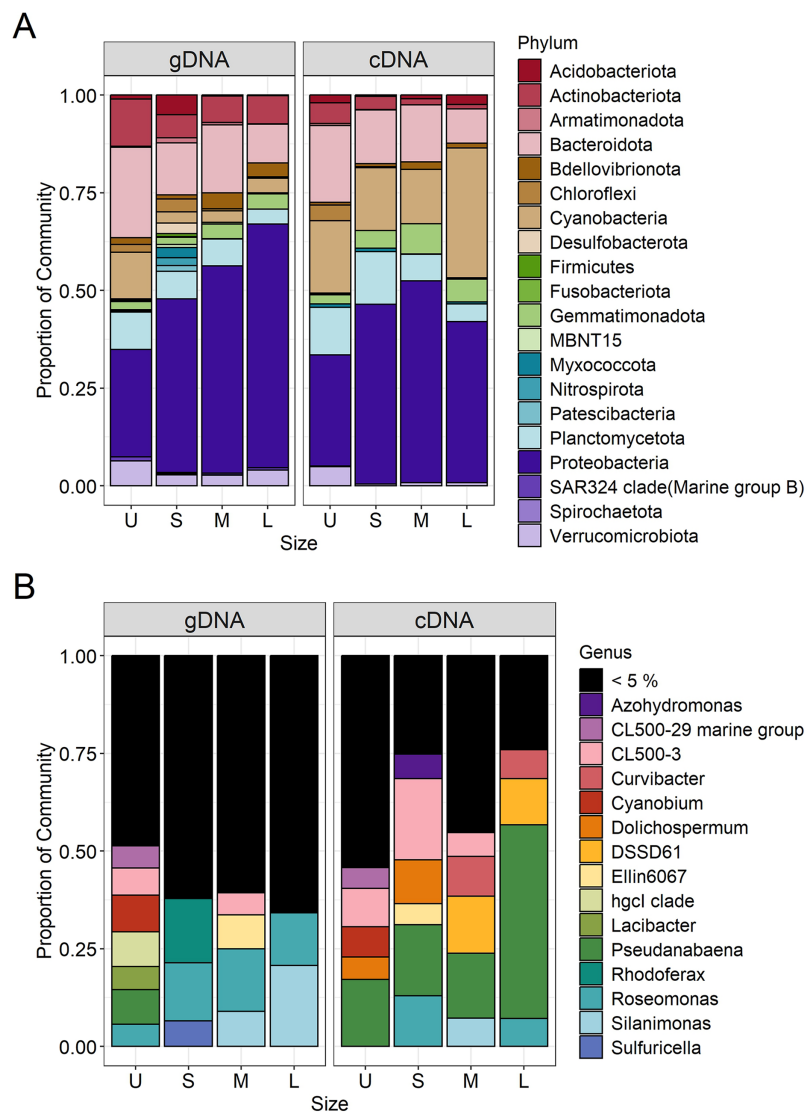 A
gDNA
cDNA
Proportion of Community
1.00
0.75
0.50
0.25
0.00
U
S
M
L
U
S
M
L
Size
Phylum
Acidobacteriota
Actinobacteriota
Armatimonadota
Bacteroidota
Bdellovibrionota
Chloroflexi
Cyanobacteria
Desulfobacterota
Firmicutes
Fusobacteriota
Gemmatimonadota
MBNT15
Myxococcota
Nitrospirota
Patescibacteria
Planctomycetota
Proteobacteria
SAR324 clade(Marine group B)
Spirochaetota
Verrucomicrobiota
B
gDNA
cDNA
Proportion of Community
1.00
0.75
0.50
0.25
0.00
U
S
M
L
U
S
M
L
Size
Genus
< 5 %
Azohydromonas
CL500-29 marine group
CL500-3
Curvibacter
Cyanobium
Dolichospermum
DSSD61
Ellin6067
hgcI clade
Lacibacter
Pseudanabaena
Rhodoferax
Roseomonas
Silanimonas
Sulfuricella